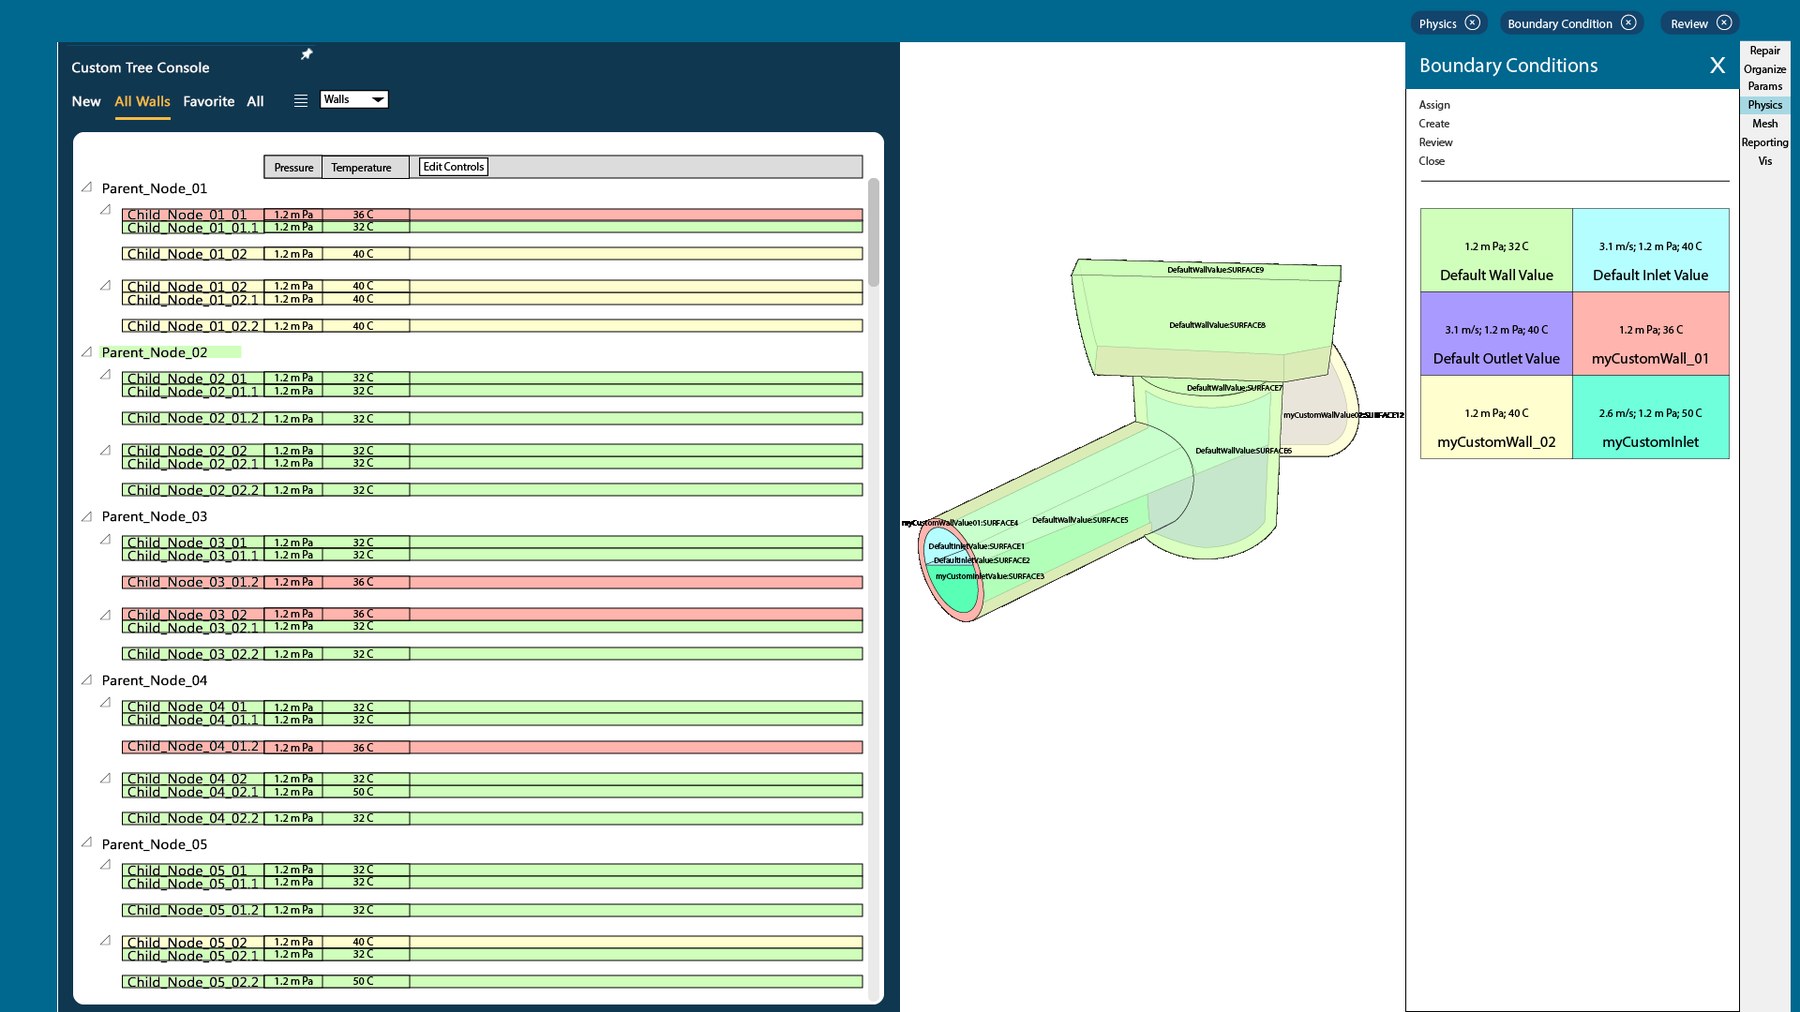 Physics
Boundary Condition
Review
Custom Tree Console
New All Walls Favorite All Walls
Pressure Temperature Edit Controls
Parent_Node_01
Child_Node_01_01 1.2 m Pa 36 C
Child_Node_01_01.1 1.2 m Pa 32 C
Child_Node_01_02 1.2 m Pa 40 C
Child_Node_01_02 1.2 m Pa 40 C
Child_Node_01_02.1 1.2 m Pa 40 C
Child_Node_01_02.2 1.2 m Pa 40 C
Parent_Node_02
Child_Node_02_01 1.2 m Pa 32 C
Child_Node_02_01.1 1.2 m Pa 32 C
Child_Node_02_01.2 1.2 m Pa 32 C
Child_Node_02_02 1.2 m Pa 32 C
Child_Node_02_02.1 1.2 m Pa 32 C
Child_Node_02_02.2 1.2 m Pa 32 C
Parent_Node_03
Child_Node_03_01 1.2 m Pa 32 C
Child_Node_03_01.1 1.2 m Pa 32 C
Child_Node_03_01.2 1.2 m Pa 36 C
Child_Node_03_02 1.2 m Pa 36 C
Child_Node_03_02.1 1.2 m Pa 32 C
Child_Node_03_02.2 1.2 m Pa 32 C
Parent_Node_04
Child_Node_04_01 1.2 m Pa 32 C
Child_Node_04_01.1 1.2 m Pa 32 C
Child_Node_04_01.2 1.2 m Pa 36 C
Child_Node_04_02 1.2 m Pa 32 C
Child_Node_04_02.1 1.2 m Pa 50 C
Child_Node_04_02.2 1.2 m Pa 32 C
Parent_Node_05
Child_Node_05_01 1.2 m Pa 32 C
Child_Node_05_01.1 1.2 m Pa 32 C
Child_Node_05_01.2 1.2 m Pa 32 C
Child_Node_05_02 1.2 m Pa 40 C
Child_Node_05_02.1 1.2 m Pa 32 C
Child_Node_05_02.2 1.2 m Pa 50 C
DefaultWallValue:SURFACE9
DefaultWallValue:SURFACE8
DefaultWallValue:SURFACE7
DefaultWallValue:SURFACE6
DefaultWallValue:SURFACE5
DefaultInletValue:SURFACE1
DefaultInletValue:SURFACE2
myCustomInletValue:SURFACE3
Boundary Conditions X
Assign
Create
Review
Close
1.2 m Pa; 32 C
Default Wall Value
3.1 m/s; 1.2 m Pa; 40 C
Default Inlet Value
3.1 m/s; 1.2 m Pa; 40 C
Default Outlet Value
1.2 m Pa; 36 C
myCustomWall_01
1.2 m Pa; 40 C
myCustomWall_02
2.6 m/s; 1.2 m Pa; 50 C
myCustomInlet
Repair
Organize
Params
Physics
Mesh
Reporting
Vis